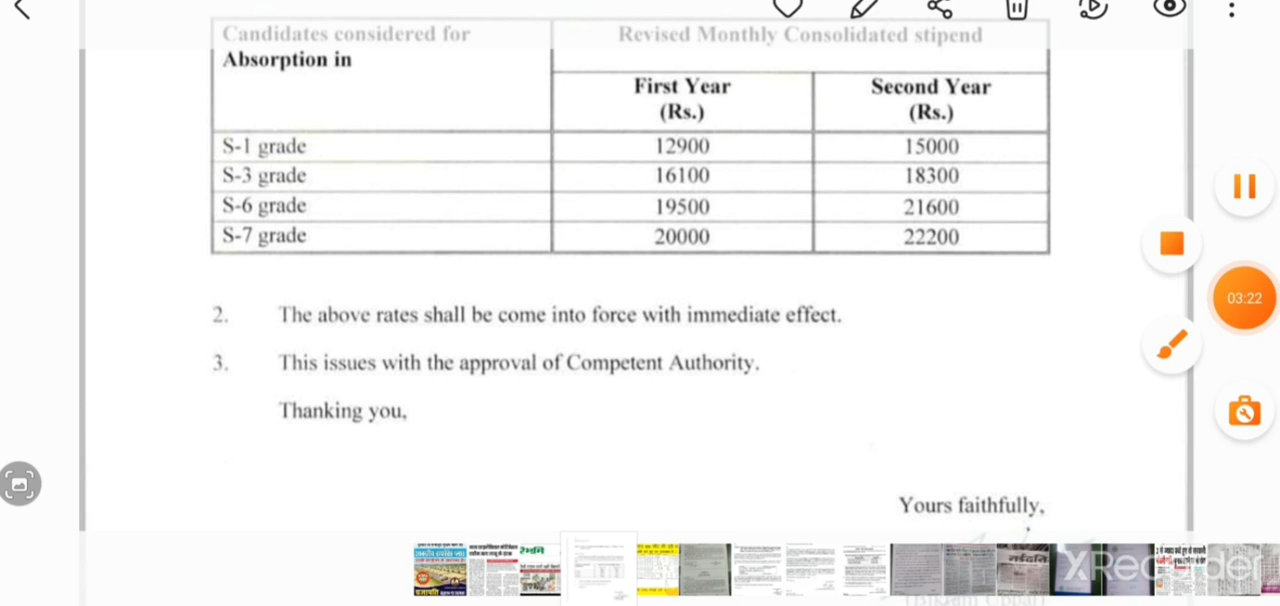 Candidates considered for Absorption in
Revised Monthly Consolidated stipend
First Year (Rs.)
Second Year (Rs.)
S-1 grade 12900 15000
S-3 grade 16100 18300
S-6 grade 19500 21600
S-7 grade 20000 22200
2. The above rates shall be come into force with immediate effect.
3. This issues with the approval of Competent Authority.
Thanking you,
Yours faithfully,
03:22
XRecorder